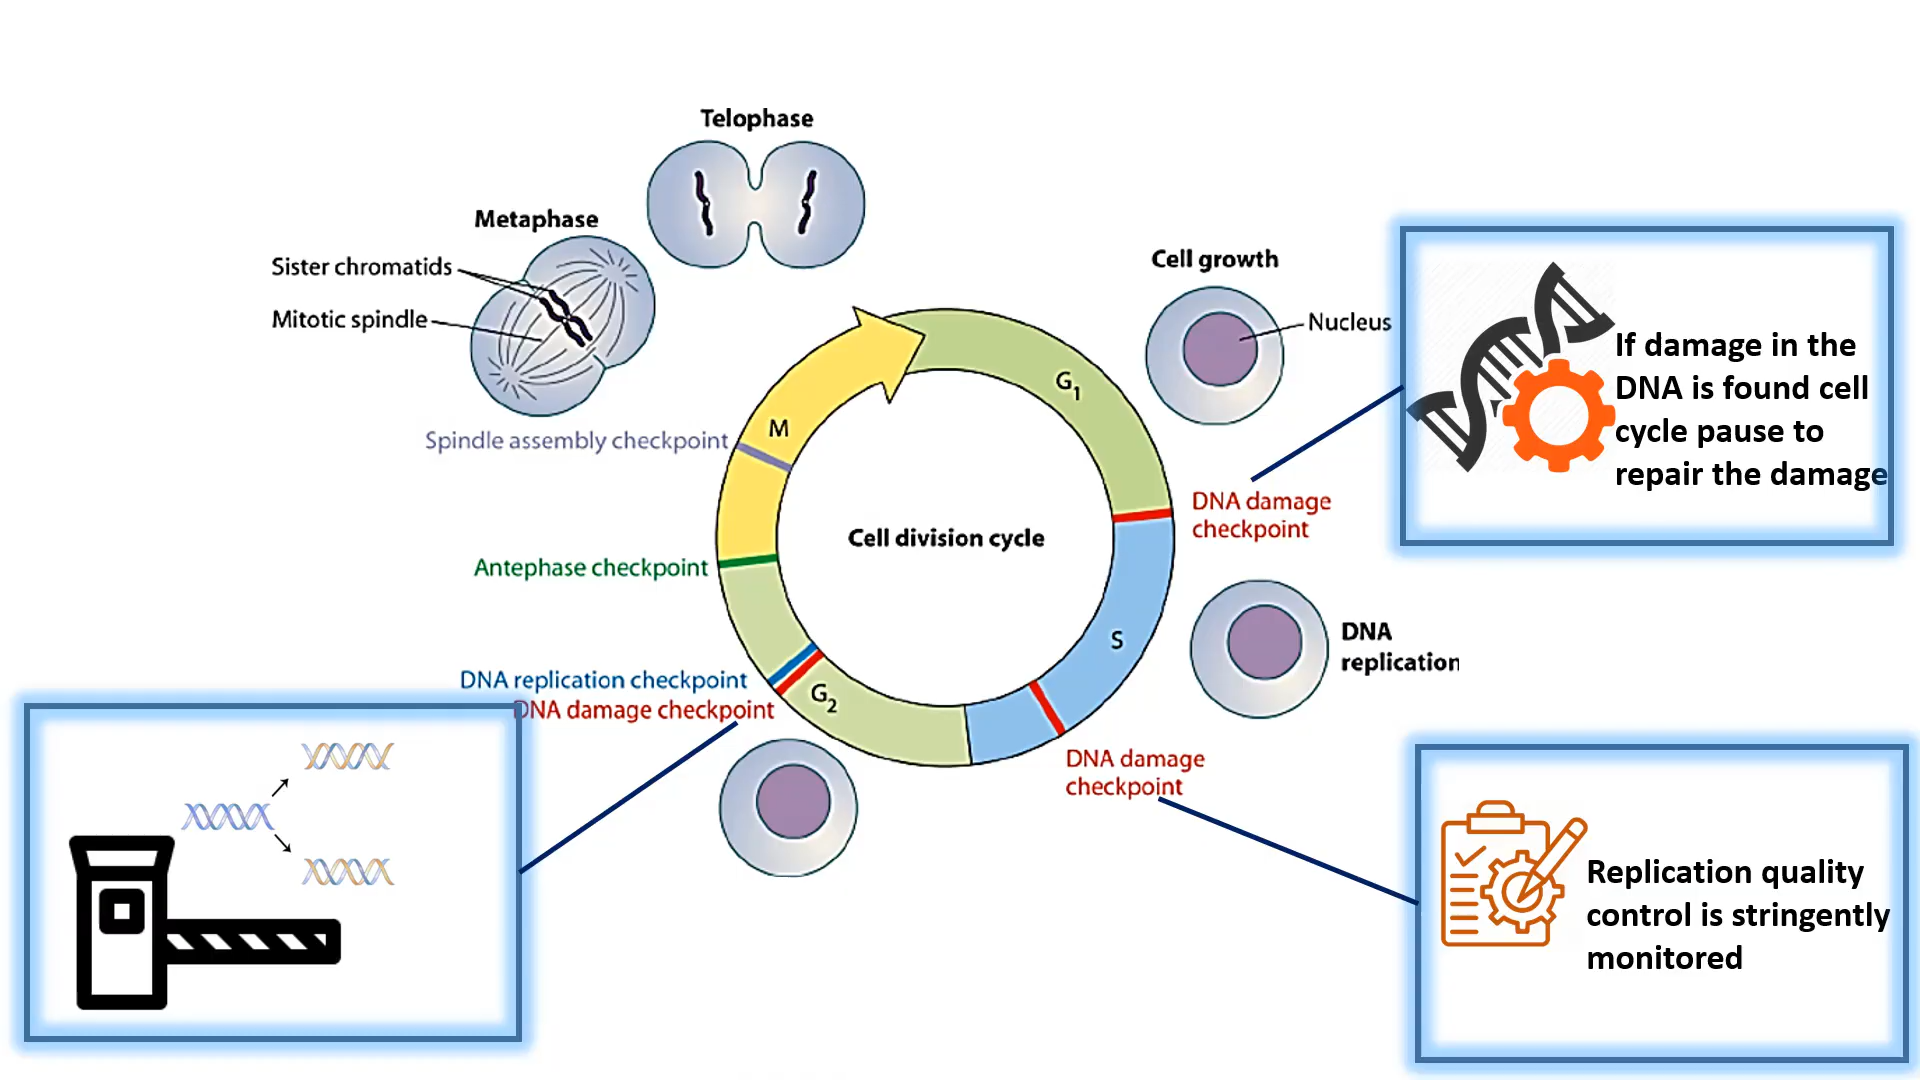 Telophase
Metaphase
Sister chromatids
Mitotic spindle
Cell growth
Nucleus
If damage in the
DNA is found cell
cycle pause to
repair the damage
G1
M
Spindle assembly checkpoint
DNA damage
checkpoint
Cell division cycle
Antephase checkpoint
S
DNA
replication
DNA replication checkpoint
DNA damage checkpoint
G2
DNA damage
checkpoint
Replication quality
control is stringently
monitored